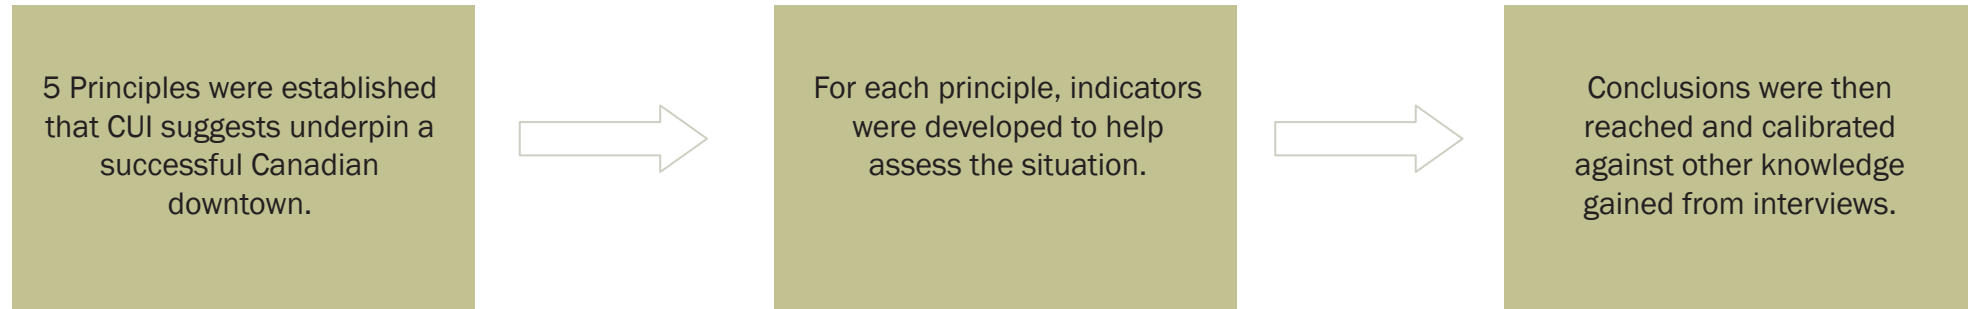 5 Principles were established
that CUI suggests underpin a
successful Canadian
downtown.
For each principle, indicators
were developed to help
assess the situation.
Conclusions were then
reached and calibrated
against other knowledge
gained from interviews.